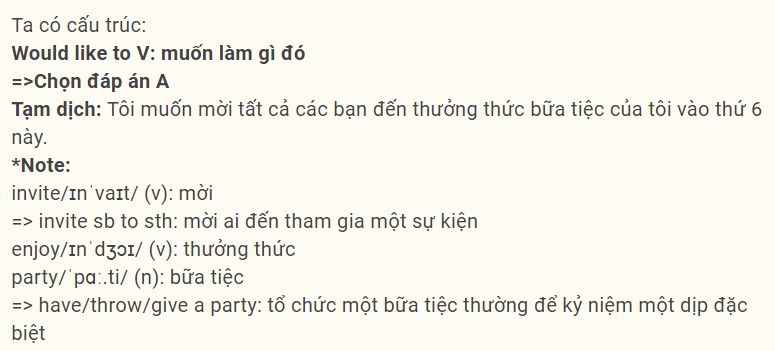 Ta có cấu trúc:
Would like to V: muốn làm gì đó
=>Chọn đáp án A
Tạm dịch: Tôi muốn mời tất cả các bạn đến thưởng thức bữa tiệc của tôi vào thứ 6
này.
*Note:
invite/ɪnˈvaɪt/ (v): mời
=> invite sb to sth: mời ai đến tham gia một sự kiện
enjoy/ɪnˈdʒɔɪ/ (v): thưởng thức
party/ˈpɑː.ti/ (n): bữa tiệc
=> have/throw/give a party: tổ chức một bữa tiệc thường để kỷ niệm một dịp đặc
biệt